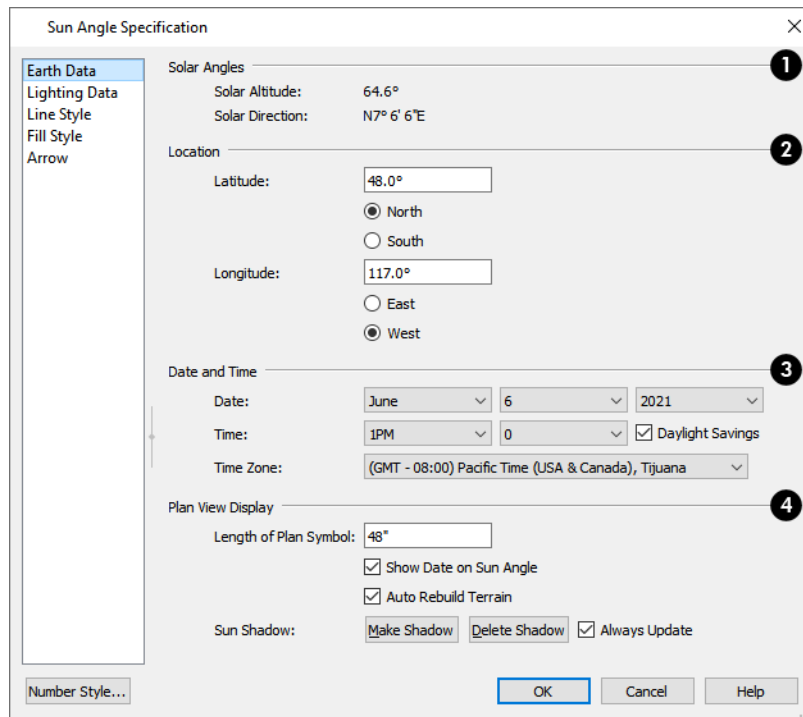 Sun Angle Specification
Earth Data
Lighting Data
Line Style
Fill Style
Arrow
Solar Angles
1
Solar Altitude: 64.6°
Solar Direction: N7° 6' 6"E
Location
2
Latitude: 48.0°
North
South
Longitude: 117.0°
East
West
Date and Time
3
Date: June 6 2021
Time: 1PM 0 Daylight Savings
Time Zone: (GMT - 08:00) Pacific Time (USA & Canada), Tijuana
Plan View Display
4
Length of Plan Symbol: 48"
Show Date on Sun Angle
Auto Rebuild Terrain
Sun Shadow: Make Shadow Delete Shadow Always Update
Number Style... OK Cancel Help